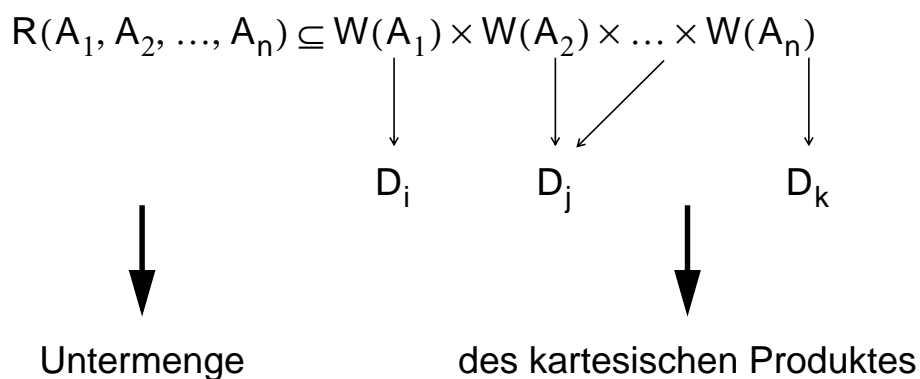 R(A₁, A₂, …, Aₙ) ⊆ W(A₁) × W(A₂) × … × W(Aₙ)
Dᵢ Dⱼ Dₖ
Untermenge des kartesischen Produktes